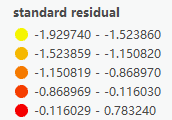 standard residual
-1.929740 - -1.523860
-1.523859 - -1.150820
-1.150819 - -0.868970
-0.868969 - -0.116030
-0.116029 - 0.783240